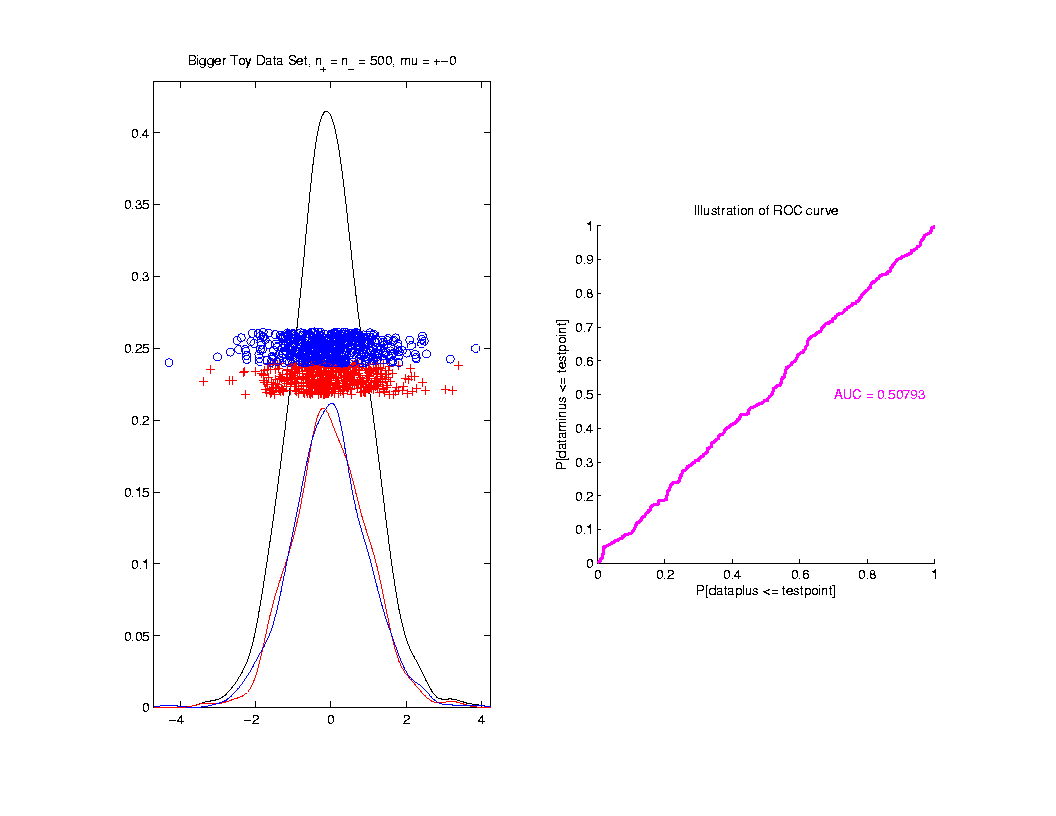 Bigger Toy Data Set, n+ = n− = 500, mu = +−0
0.4
0.35
0.3
0.25
0.2
0.15
0.1
0.05
0
−4 −2 0 2 4
Illustration of ROC curve
1
0.9
0.8
0.7
0.6
0.5
0.4
0.3
0.2
0.1
0
P[dataminus <= testpoint]
AUC = 0.50793
0 0.2 0.4 0.6 0.8 1
P[dataplus <= testpoint]